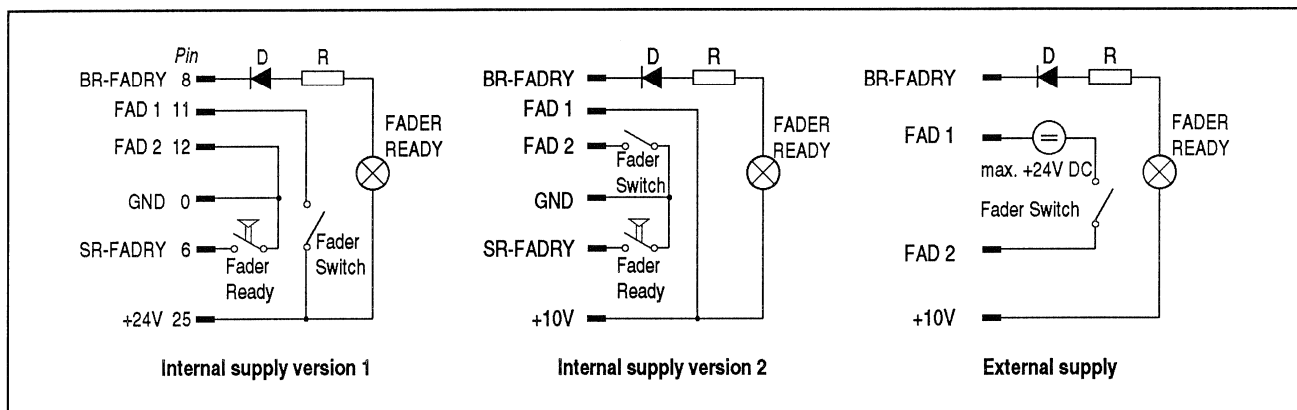 Pin D R
BR-FADRY 8
FAD 1 11
FAD 2 12
FADER
READY
GND 0
SR-FADRY 6
Fader
Ready
Fader
Switch
+24V 25
Internal supply version 1
D R
BR-FADRY
FAD 1
FAD 2
Fader
Switch
FADER
READY
GND
SR-FADRY
Fader
Ready
+10V
Internal supply version 2
D R
BR-FADRY
FAD 1
=
max. +24V DC
FADER
READY
Fader Switch
FAD 2
+10V
External supply